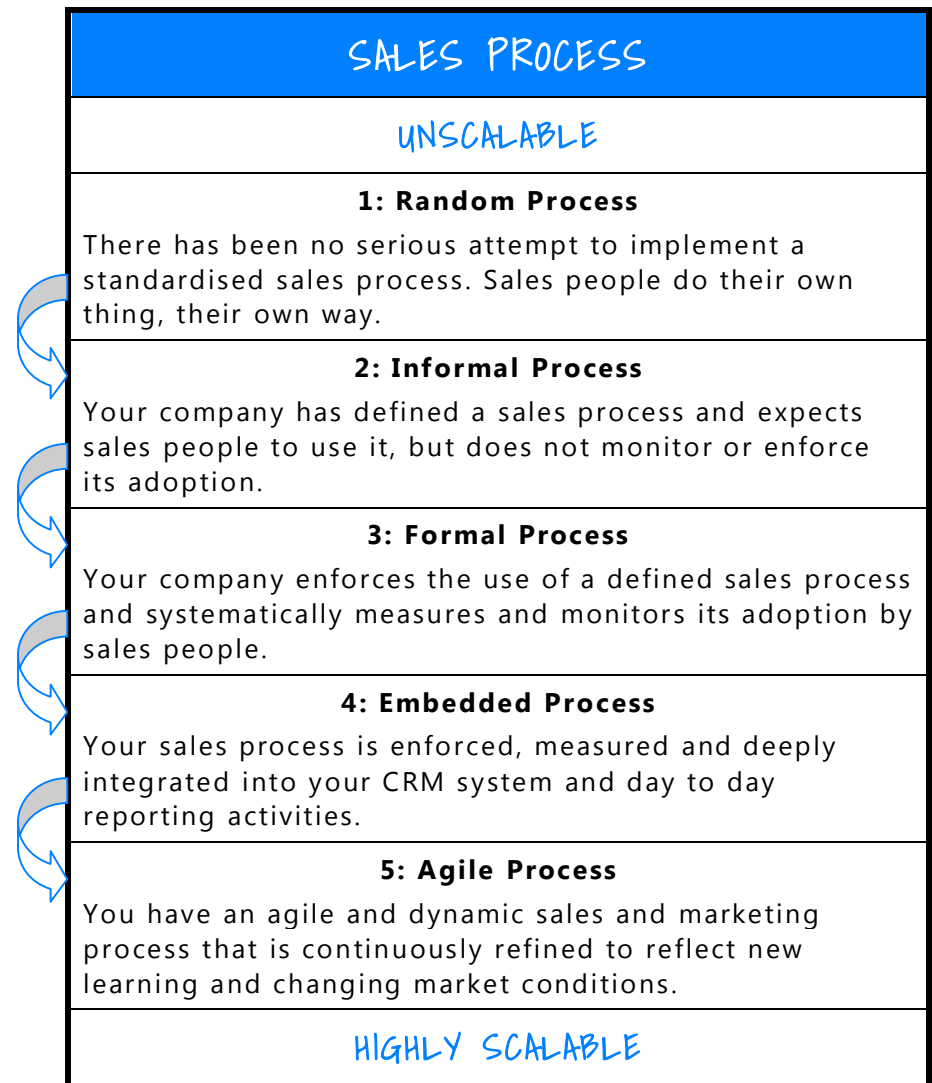 SALES PROCESS
UNSCALABLE
1: Random Process
There has been no serious attempt to implement a
standardised sales process. Sales people do their own
thing, their own way.
2: Informal Process
Your company has defined a sales process and expects
sales people to use it, but does not monitor or enforce
its adoption.
3: Formal Process
Your company enforces the use of a defined sales process
and systematically measures and monitors its adoption by
sales people.
4: Embedded Process
Your sales process is enforced, measured and deeply
integrated into your CRM system and day to day
reporting activities.
5: Agile Process
You have an agile and dynamic sales and marketing
process that is continuously refined to reflect new
learning and changing market conditions.
HIGHLY SCALABLE